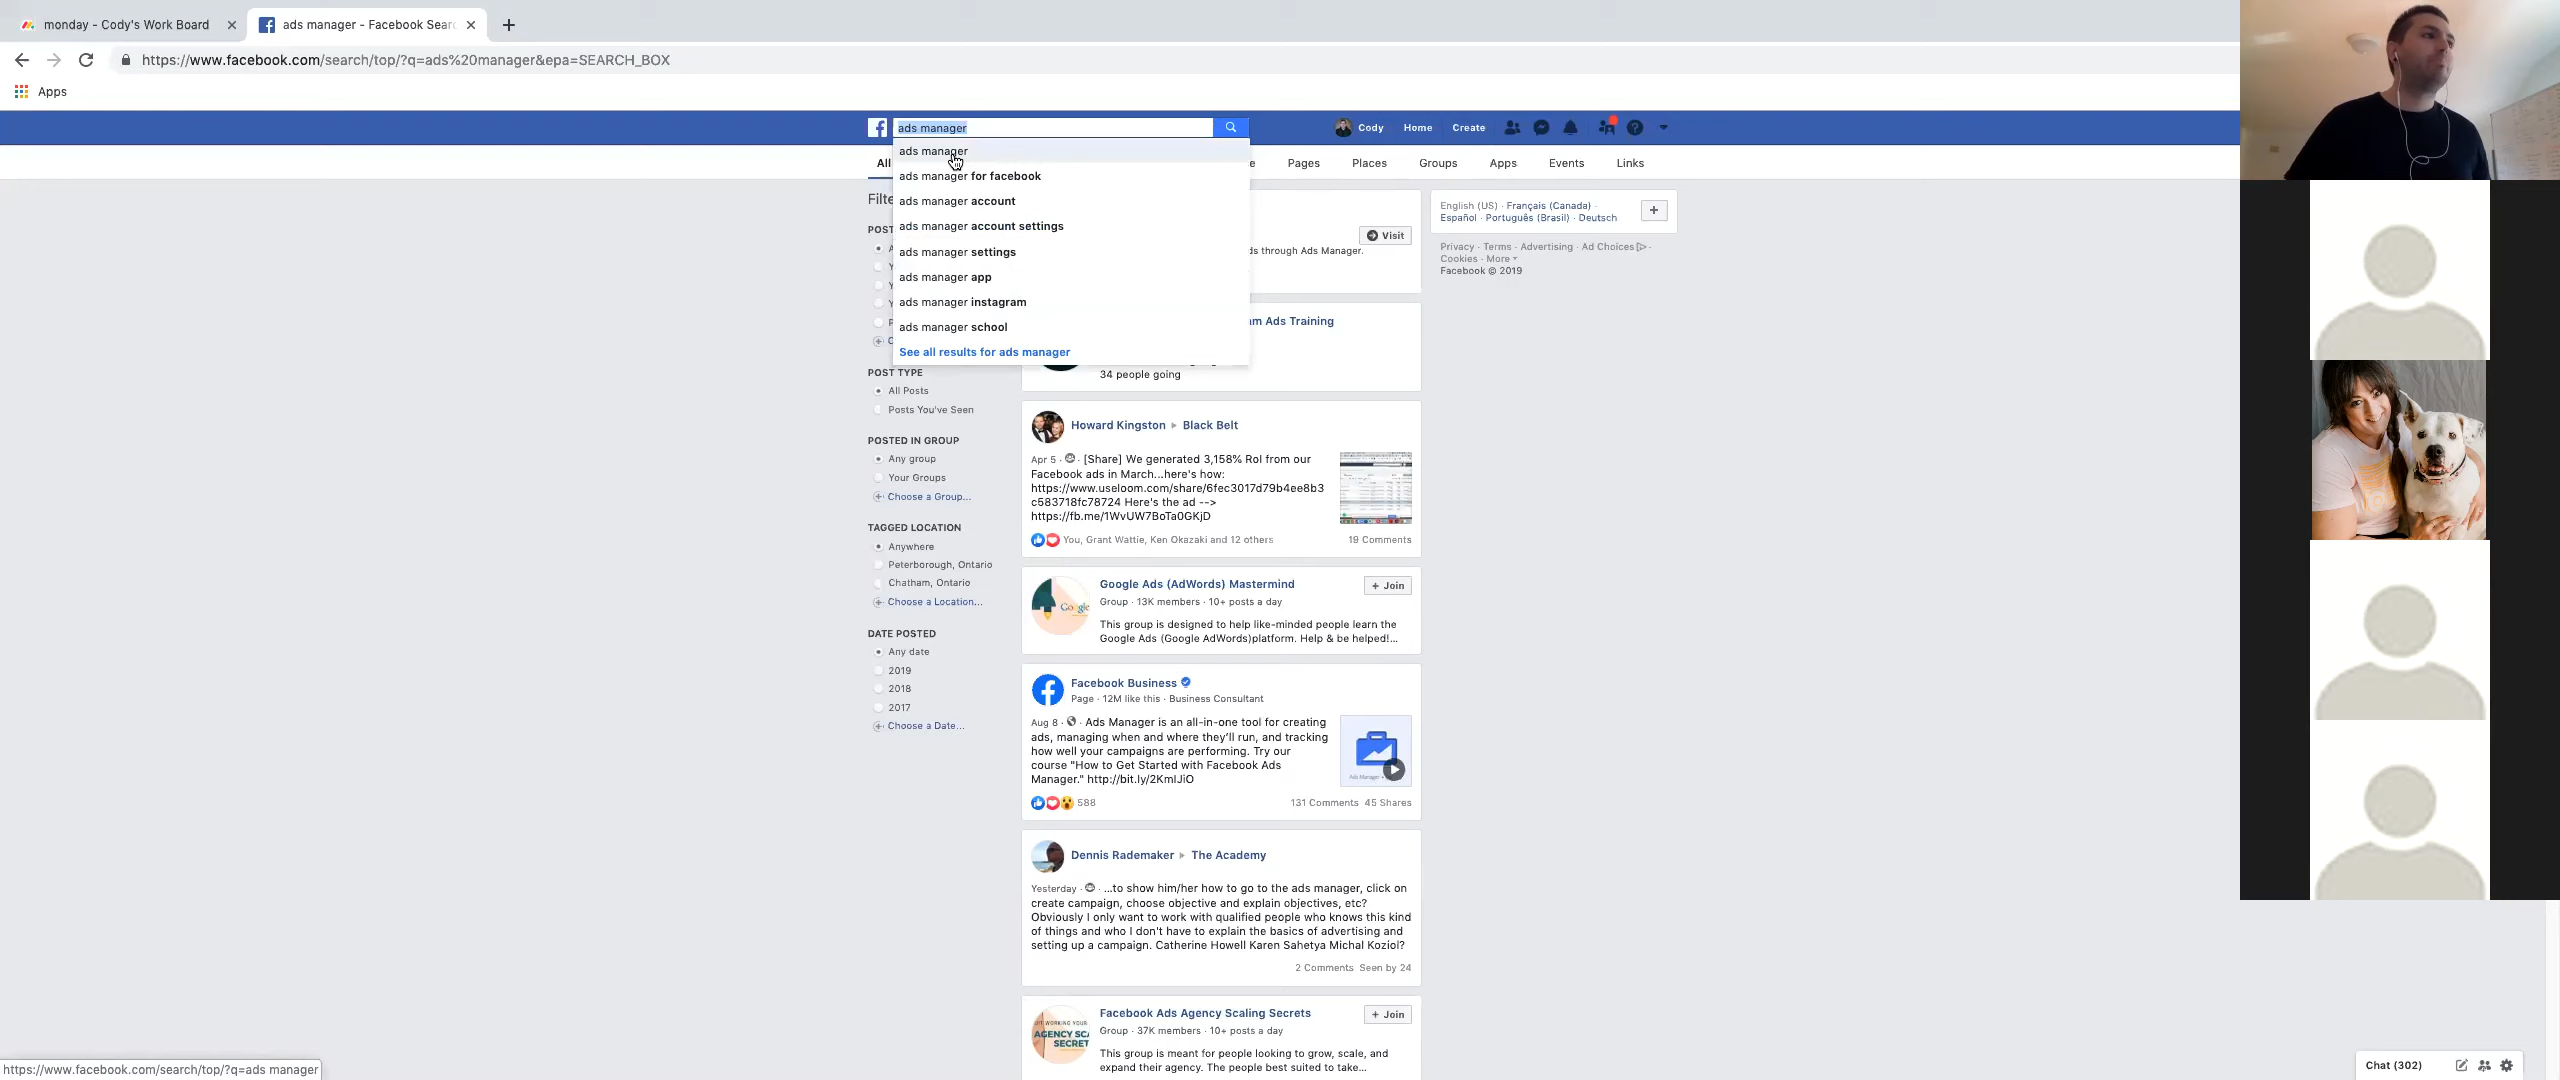 monday - Cody's Work Board
ads manager - Facebook Searc
https://www.facebook.com/search/top/?q=ads%20manager&epa=SEARCH_BOX
Apps
ads manager
Cody Home Create
ads manager
ads manager for facebook
ads manager account
ads manager account settings
ads manager settings
ads manager app
ads manager instagram
ads manager school
See all results for ads manager
All
Pages Places Groups Apps Events Links
Filte
POST
Visit
ds through Ads Manager.
am Ads Training
34 people going
English (US) · Français (Canada) ·
Español · Português (Brasil) · Deutsch
Privacy · Terms · Advertising · Ad Choices ·
Cookies · More
Facebook © 2019
POST TYPE
All Posts
Posts You've Seen
POSTED IN GROUP
Any group
Your Groups
Choose a Group...
TAGGED LOCATION
Anywhere
Peterborough, Ontario
Chatham, Ontario
Choose a Location...
DATE POSTED
Any date
2019
2018
2017
Choose a Date...
Howard Kingston ▸ Black Belt
Apr 5 · [Share] We generated 3,158% RoI from our
Facebook ads in March...here's how:
https://www.useloom.com/share/6fec3017d79b4ee8b3
c583718fc78724 Here's the ad -->
https://fb.me/1WvUW7BoTa0GKjD
You, Grant Wattie, Ken Okazaki and 12 others
19 Comments
Google Ads (AdWords) Mastermind
+ Join
Group · 13K members · 10+ posts a day
This group is designed to help like-minded people learn the
Google Ads (Google AdWords)platform. Help & be helped!...
Facebook Business
Page · 12M like this · Business Consultant
Aug 8 · Ads Manager is an all-in-one tool for creating
ads, managing when and where they'll run, and tracking
how well your campaigns are performing. Try our
course "How to Get Started with Facebook Ads
Manager." http://bit.ly/2KmIJiO
588
131 Comments 45 Shares
Dennis Rademaker ▸ The Academy
Yesterday · ...to show him/her how to go to the ads manager, click on
create campaign, choose objective and explain objectives, etc?
Obviously I only want to work with qualified people who knows this kind
of things and who I don't have to explain the basics of advertising and
setting up a campaign. Catherine Howell Karen Sahetya Michal Koziol?
2 Comments Seen by 24
Facebook Ads Agency Scaling Secrets
+ Join
Group · 37K members · 10+ posts a day
This group is meant for people looking to grow, scale, and
expand their agency. The people best suited to take...
Chat (302)
https://www.facebook.com/search/top/?q=ads manager